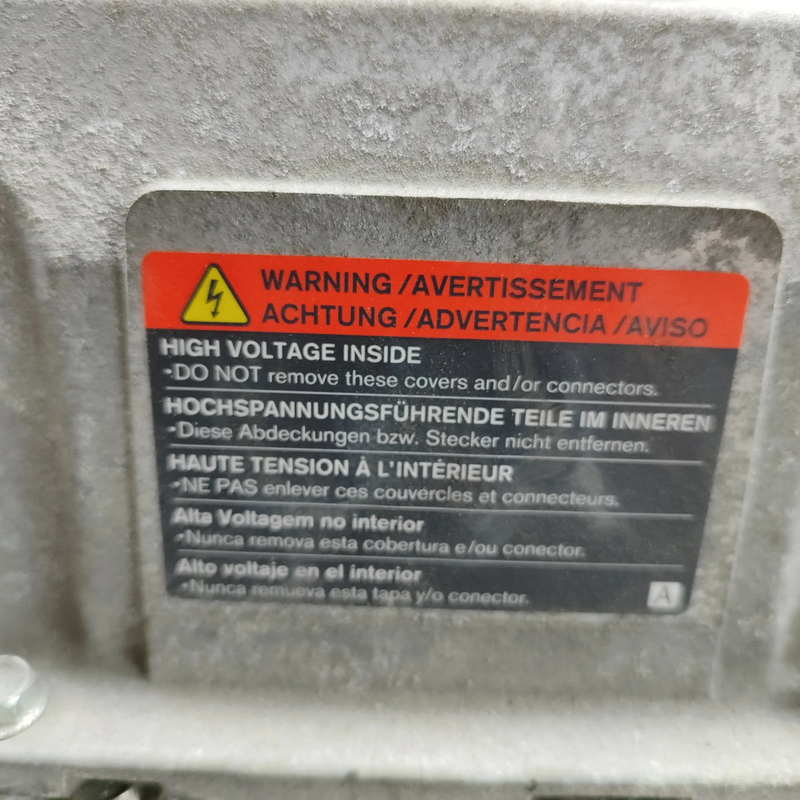 WARNING /AVERTISSEMENT
ACHTUNG /ADVERTENCIA /AVISO
HIGH VOLTAGE INSIDE
•DO NOT remove these covers and/or connectors.
HOCHSPANNUNGSFÜHRENDE TEILE IM INNEREN
•Diese Abdeckungen bzw. Stecker nicht entfernen.
HAUTE TENSION À L'INTÉRIEUR
•NE PAS enlever ces couvercles et connecteurs.
Alta Voltagem no interior
•Nunca remova esta cobertura e/ou conector.
Alto voltaje en el interior
•Nunca remueva esta tapa y/o conector.
A